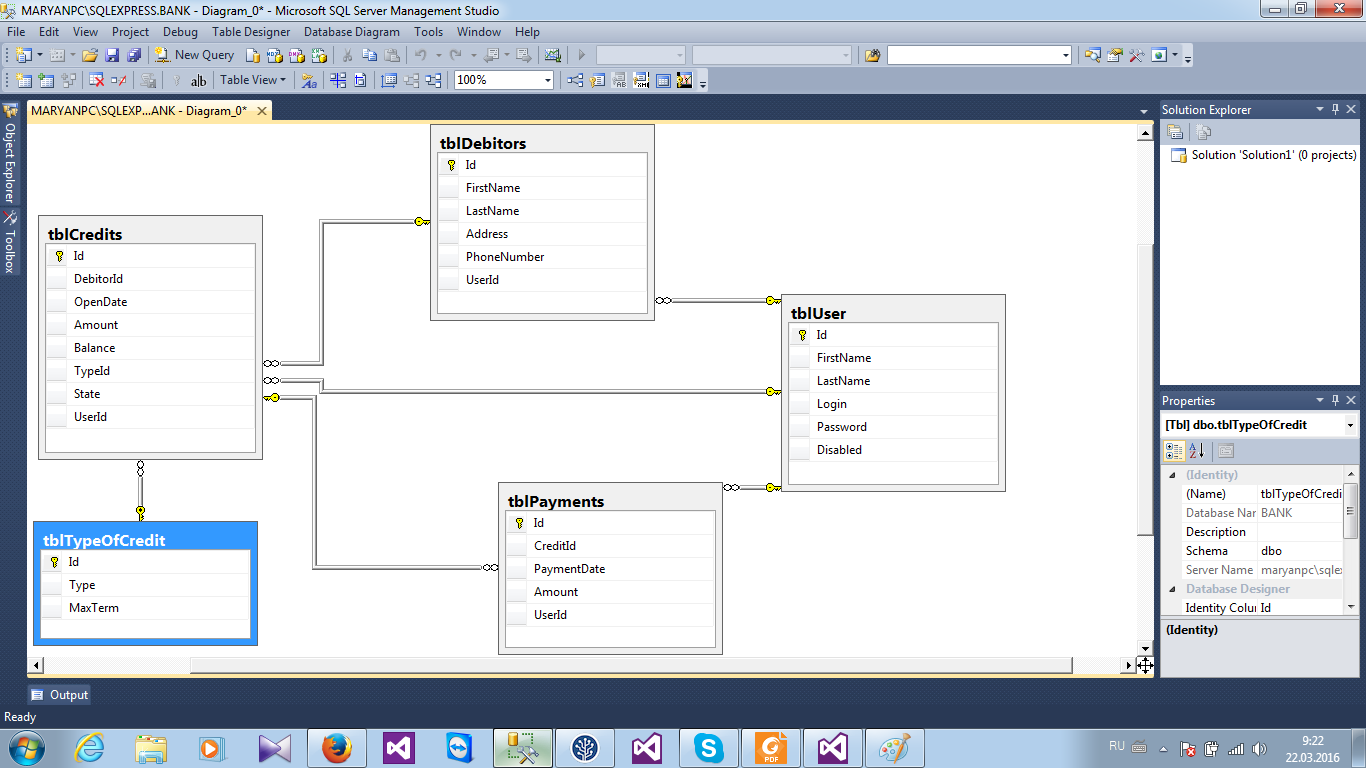 MARYANPC\SQLEXPRESS.BANK - Diagram_0* - Microsoft SQL Server Management Studio
File Edit View Project Debug Table Designer Database Diagram Tools Window Help
New Query
Table View 100%
MARYANPC\SQLEXP...ANK - Diagram_0*
Object Explorer
Toolbox
tblDebitors
Id
FirstName
LastName
Address
PhoneNumber
UserId
tblCredits
Id
DebitorId
OpenDate
Amount
Balance
TypeId
State
UserId
tblUser
Id
FirstName
LastName
Login
Password
Disabled
tblPayments
Id
CreditId
PaymentDate
Amount
UserId
tblTypeOfCredit
Id
Type
MaxTerm
Solution Explorer
Solution 'Solution1' (0 projects)
Properties
[Tbl] dbo.tblTypeOfCredit
(Identity)
(Name) tblTypeOfCredi
Database Nar BANK
Description
Schema dbo
Server Name maryanpc\sqle
Database Designer
Identity Colu Id
(Identity)
Output
Ready
RU
9:22
22.03.2016